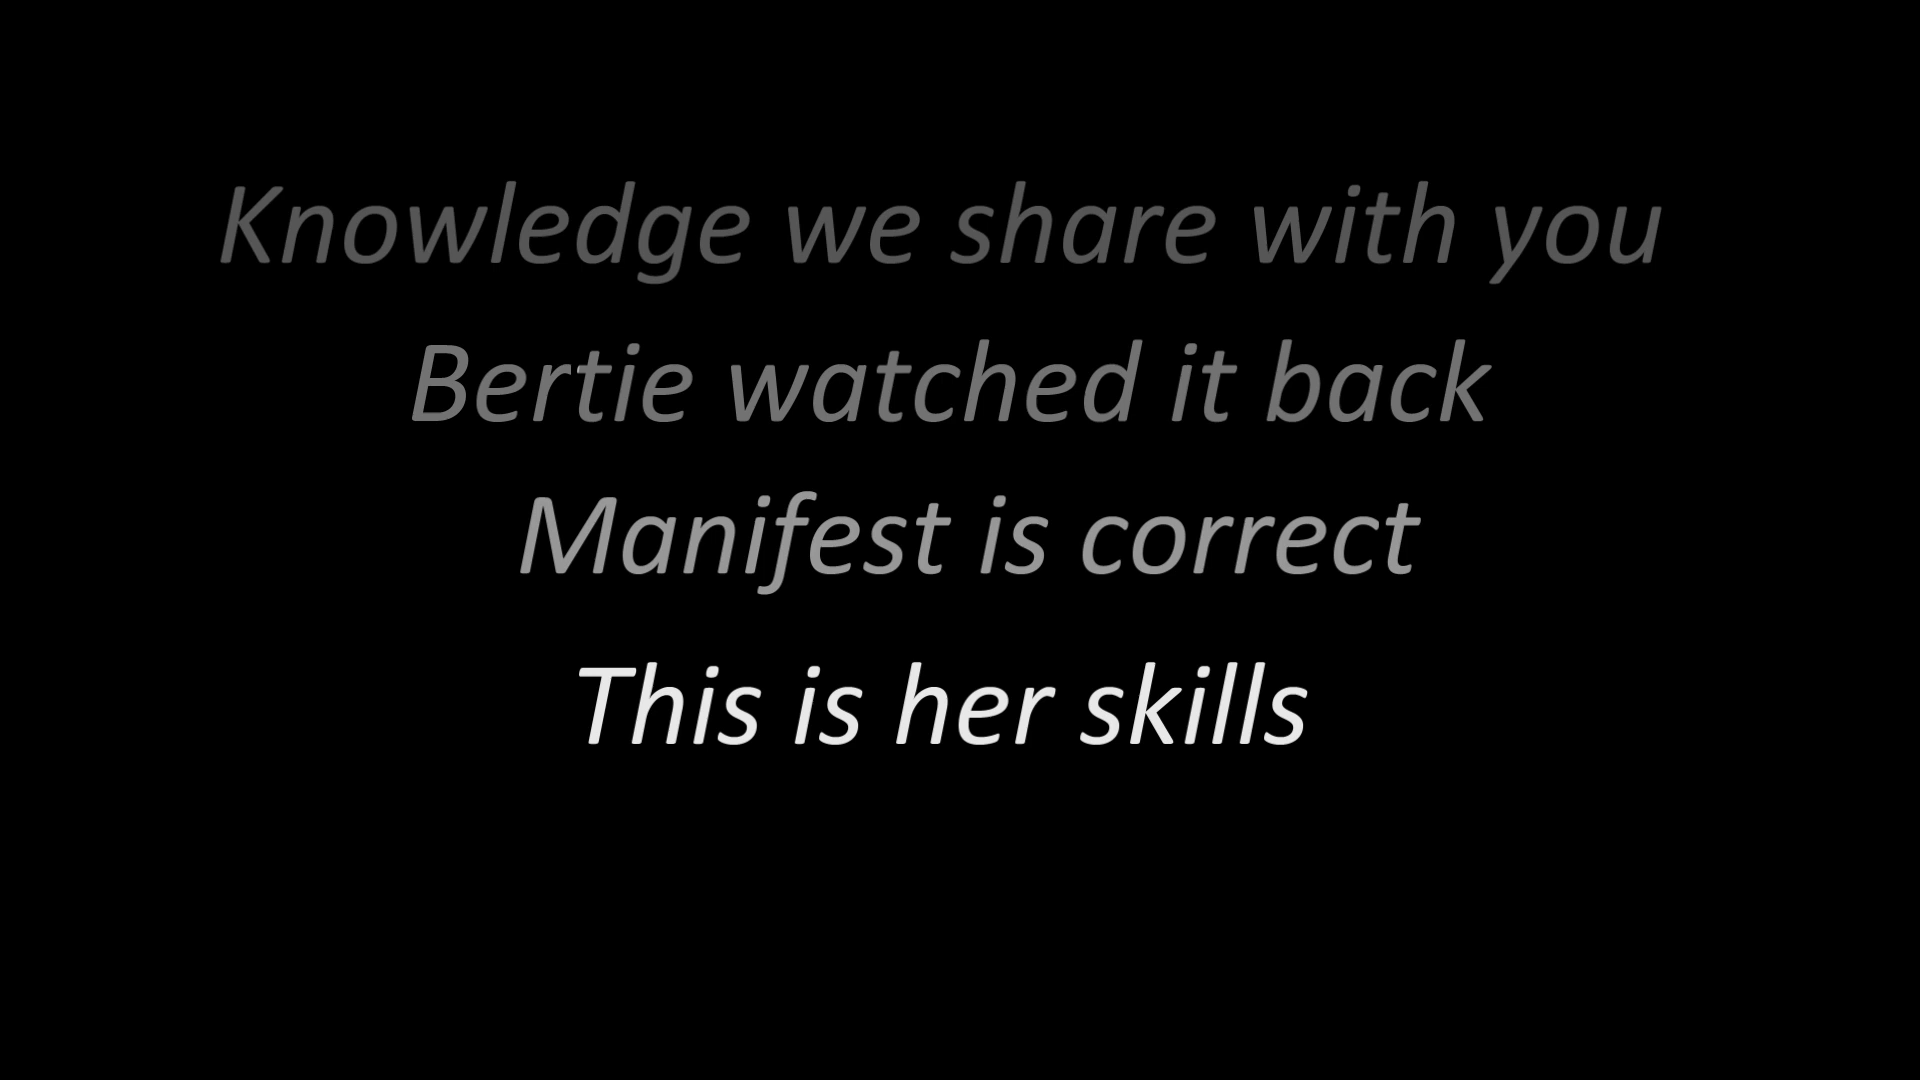 Knowledge we share with you
Bertie watched it back
Manifest is correct
This is her skills